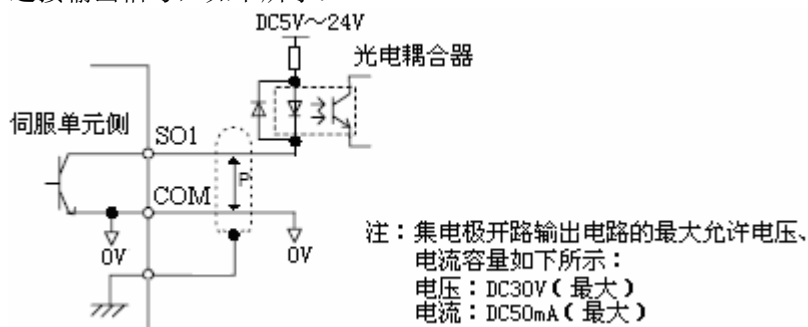 DC5V～24V
光电耦合器
伺服单元侧
SO1
P
COM
0V
0V
注：集电极开路输出电路的最大允许电压、
电流容量如下所示：
电压：DC30V（最大）
电流：DC50mA（最大）